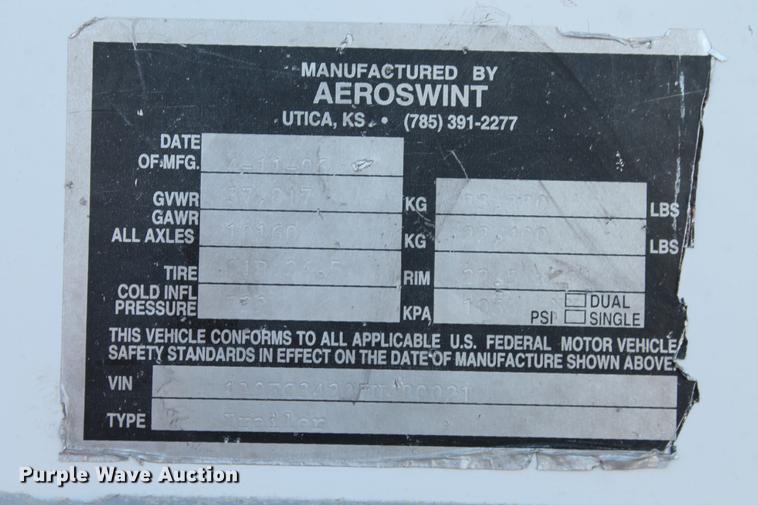 MANUFACTURED BY
AEROSWINT
UTICA, KS • (785) 391-2277
DATE
OF MFG.
GVWR KG LBS
GAWR
ALL AXLES KG LBS
TIRE RIM
COLD INFL
PRESSURE KPA PSI DUAL
SINGLE
THIS VEHICLE CONFORMS TO ALL APPLICABLE U.S. FEDERAL MOTOR VEHICLE
SAFETY STANDARDS IN EFFECT ON THE DATE OF MANUFACTURE SHOWN ABOVE.
VIN
TYPE Trailer
Purple Wave Auction